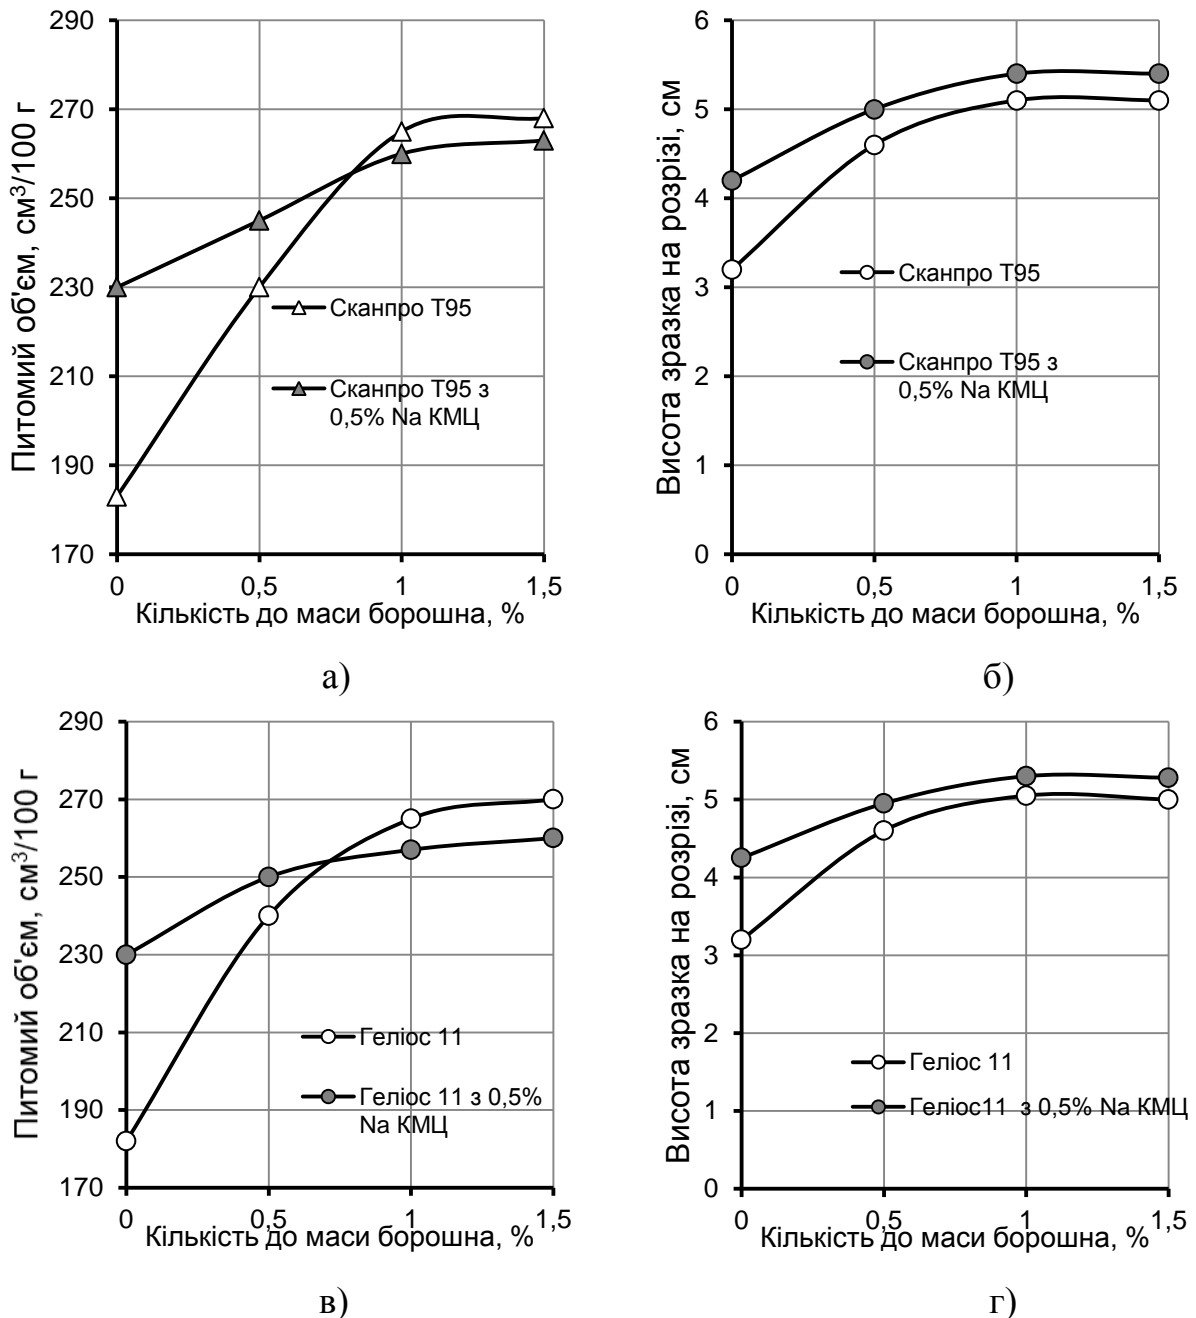 290
270
250
230
210
190
170
Питомий об'єм, см³/100 г
Сканпро Т95
Сканпро Т95 з
0,5% Na КМЦ
0 0,5 1 1,5
Кількість до маси борошна, %
а)
6
5
4
3
2
1
0
Висота зразка на розрізі, см
Сканпро Т95
Сканпро Т95 з
0,5% Na КМЦ
0 0,5 1 1,5
Кількість до маси борошна, %
б)
290
270
250
230
210
190
170
Питомий об'єм, см³/100 г
Геліос 11
Геліос 11 з 0,5%
Na КМЦ
0 0,5 1 1,5
Кількість до маси борошна, %
в)
6
5
4
3
2
1
0
Висота зразка на розрізі, см
Геліос 11
Геліос11 з 0,5% Na КМЦ
0 0,5 1 1,5
Кількість до маси борошна, %
г)